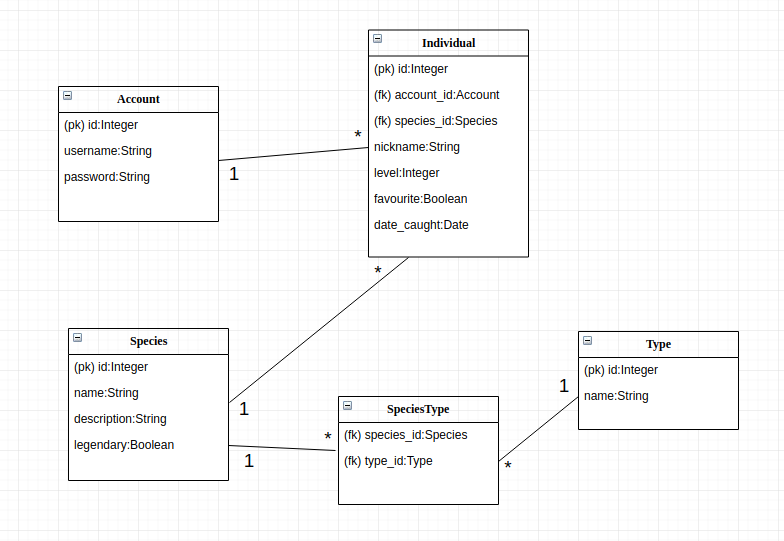 Individual
(pk) id:Integer
(fk) account_id:Account
(fk) species_id:Species
nickname:String
level:Integer
favourite:Boolean
date_caught:Date
Account
(pk) id:Integer
username:String
password:String
1
*
*
1
Species
(pk) id:Integer
name:String
description:String
legendary:Boolean
1
*
SpeciesType
(fk) species_id:Species
(fk) type_id:Type
*
1
Type
(pk) id:Integer
name:String